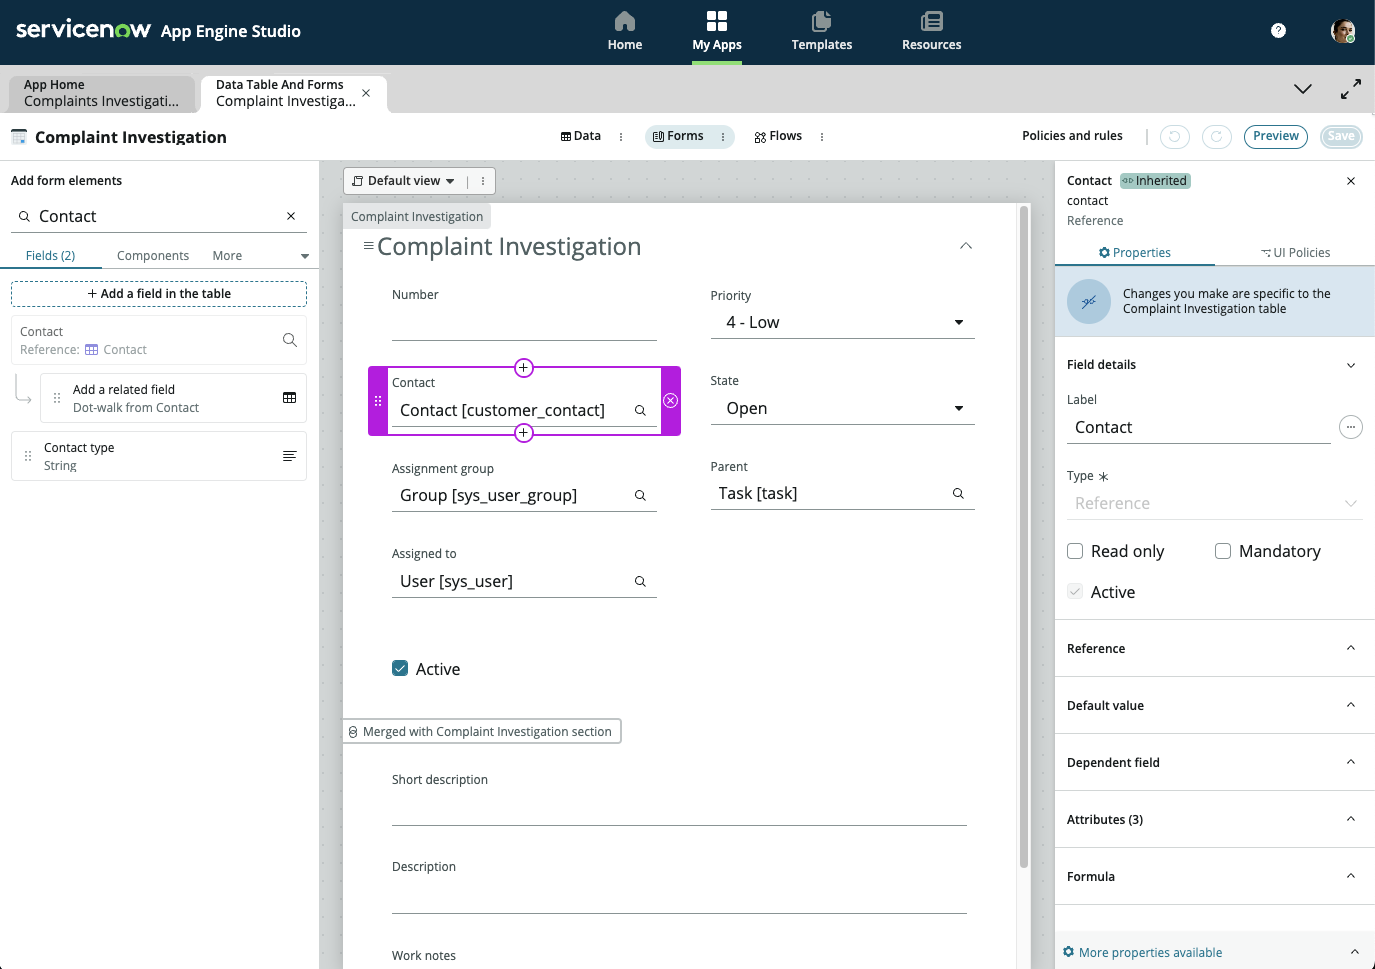 servicenow App Engine Studio
Home
My Apps
Templates
Resources
?
App Home
Complaints Investigati...
Data Table And Forms
Complaint Investiga...
Complaint Investigation
Data
Forms
Flows
Policies and rules
Preview
Save
Add form elements
Contact
Fields (2)
Components
More
+ Add a field in the table
Contact
Reference: Contact
Add a related field
Dot-walk from Contact
Contact type
String
Default view
Complaint Investigation
Complaint Investigation
Number
Priority
4 - Low
Contact
Contact [customer_contact]
State
Open
Assignment group
Group [sys_user_group]
Parent
Task [task]
Assigned to
User [sys_user]
Active
Merged with Complaint Investigation section
Short description
Description
Work notes
Contact Inherited
contact
Reference
Properties
UI Policies
Changes you make are specific to the
Complaint Investigation table
Field details
Label
Contact
Type
Reference
Read only
Mandatory
Active
Reference
Default value
Dependent field
Attributes (3)
Formula
More properties available